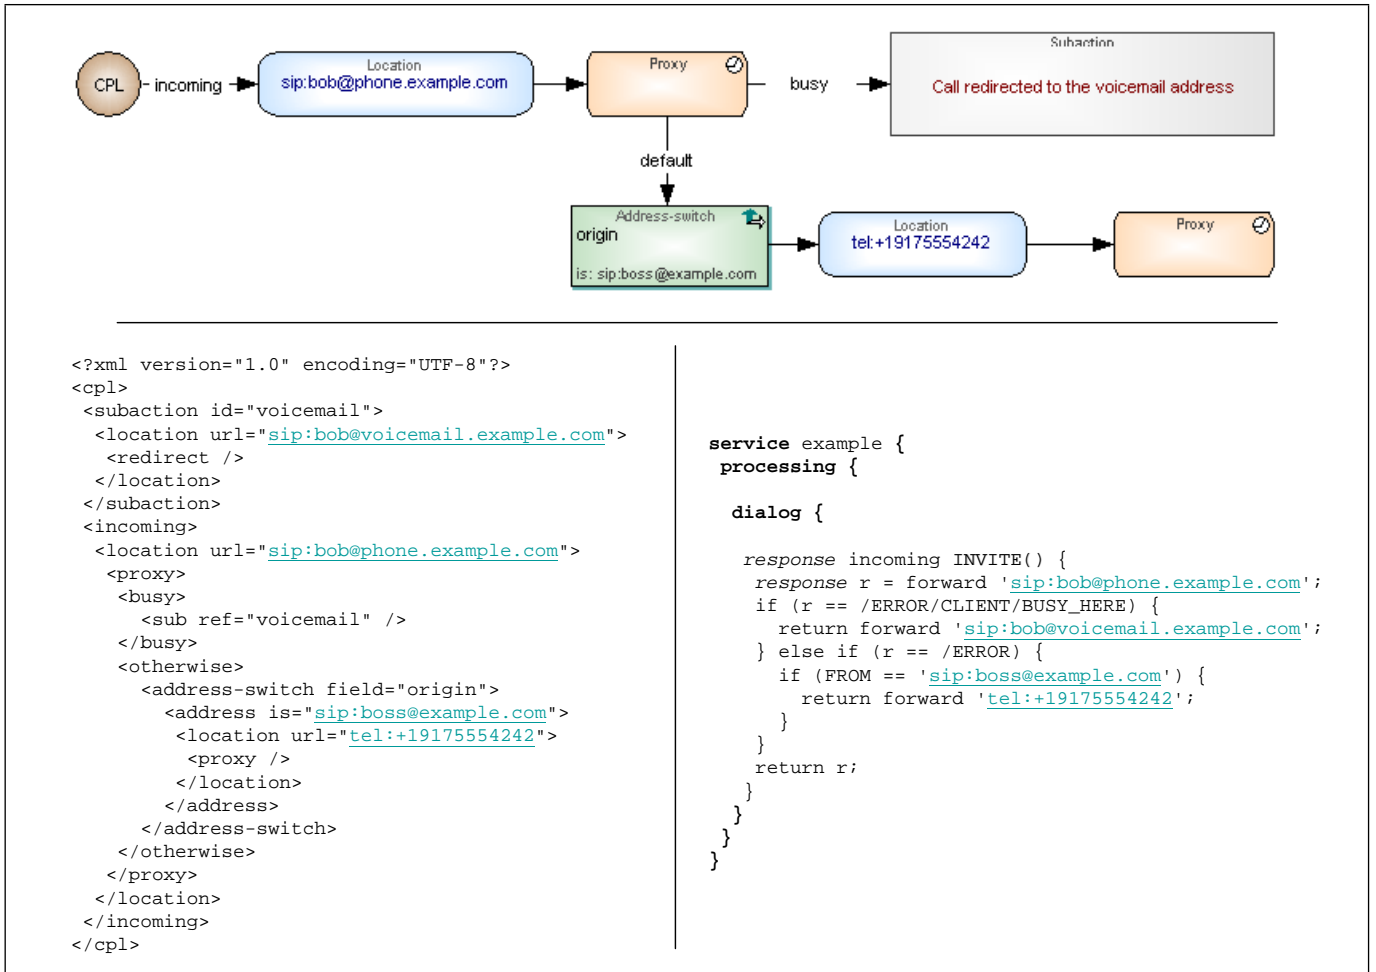 CPL
incoming
Location
sip:bob@phone.example.com
Proxy
busy
Subaction
Call redirected to the voicemail address
default
Address-switch
origin
is: sip:boss@example.com
Location
tel:+19175554242
Proxy
<?xml version="1.0" encoding="UTF-8"?>
<cpl>
<subaction id="voicemail">
<location url="sip:bob@voicemail.example.com">
<redirect />
</location>
</subaction>
<incoming>
<location url="sip:bob@phone.example.com">
<proxy>
<busy>
<sub ref="voicemail" />
</busy>
<otherwise>
<address-switch field="origin">
<address is="sip:boss@example.com">
<location url="tel:+19175554242">
<proxy />
</location>
</address>
</address-switch>
</otherwise>
</proxy>
</location>
</incoming>
</cpl>
service example {
processing {
dialog {
response incoming INVITE() {
response r = forward 'sip:bob@phone.example.com';
if (r == /ERROR/CLIENT/BUSY_HERE) {
return forward 'sip:bob@voicemail.example.com';
} else if (r == /ERROR) {
if (FROM == 'sip:boss@example.com') {
return forward 'tel:+19175554242';
}
}
return r;
}
}
}
}